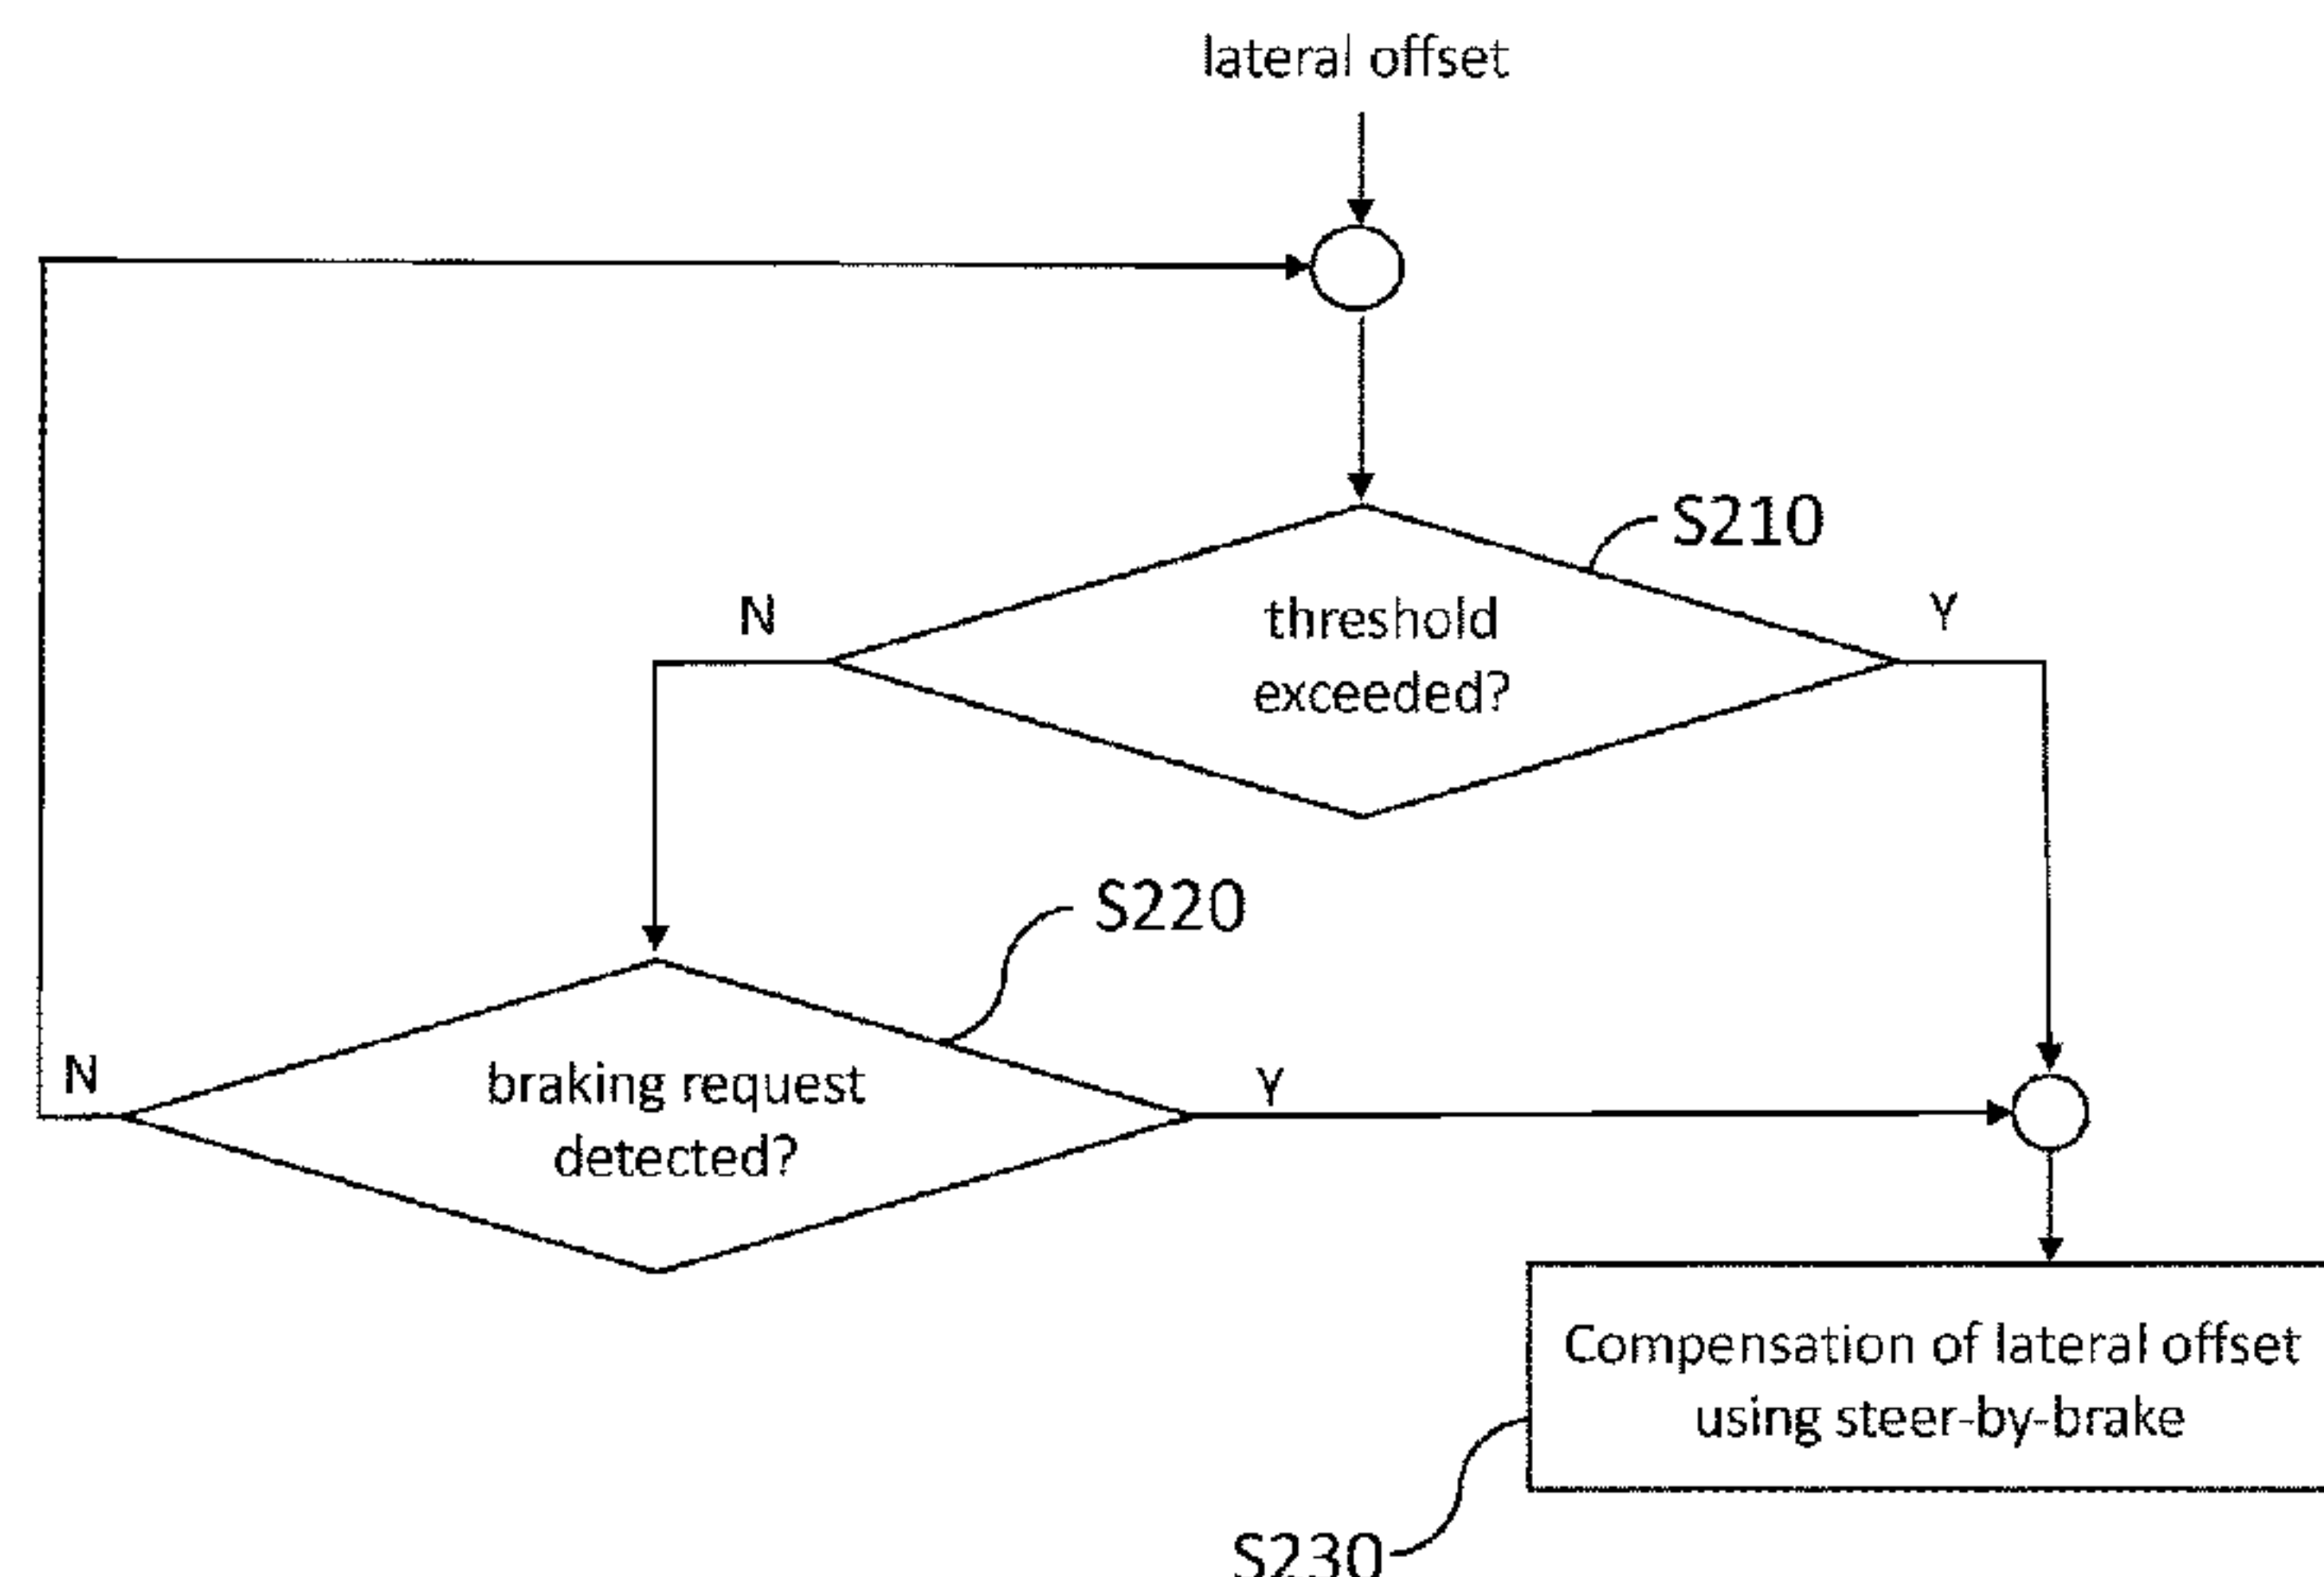 lateral offset
S210
N
Y
threshold
exceeded?
S220
N
braking request
detected?
Y
Compensation of lateral offset
using steer-by-brake
S230